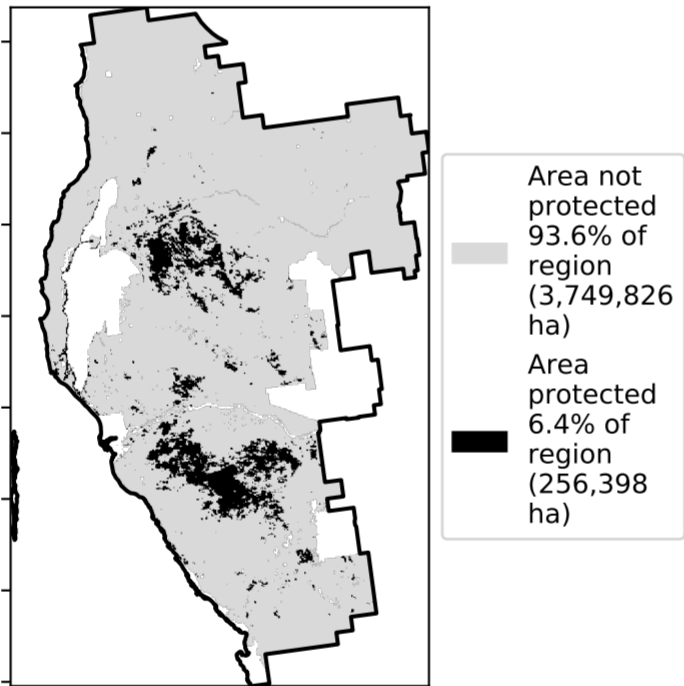 Area not
protected
93.6% of
region
(3,749,826
ha)
Area
protected
6.4% of
region
(256,398
ha)